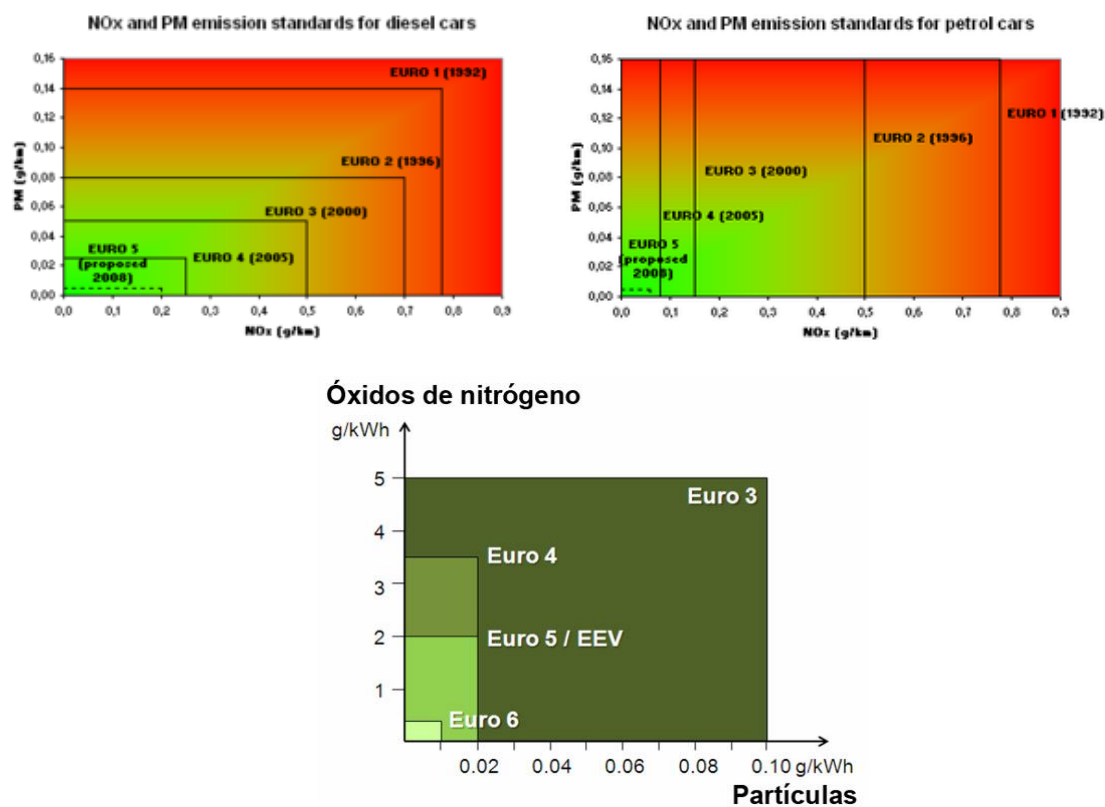 NOx and PM emission standards for diesel cars
PM (g/km)
0,16
0,14
0,12
0,10
0,08
0,06
0,04
0,02
0,00
EURO 1 (1992)
EURO 2 (1996)
EURO 3 (2000)
EURO 4 (2005)
EURO 5
(proposed
2008)
0,0 0,1 0,2 0,3 0,4 0,5 0,6 0,7 0,8 0,9
NOx (g/km)
NOx and PM emission standards for petrol cars
PM (g/km)
0,16
0,14
0,12
0,10
0,08
0,06
0,04
0,02
0,00
EURO 1 (1992)
EURO 2 (1996)
EURO 3 (2000)
EURO 4 (2005)
EURO 5
(proposed
2008)
0,0 0,1 0,2 0,3 0,4 0,5 0,6 0,7 0,8 0,9
NOx (g/km)
Óxidos de nitrógeno
g/kWh
5
4
3
2
1
Euro 3
Euro 4
Euro 5 / EEV
Euro 6
0.02 0.04 0.06 0.08 0.10 g/kWh
Partículas